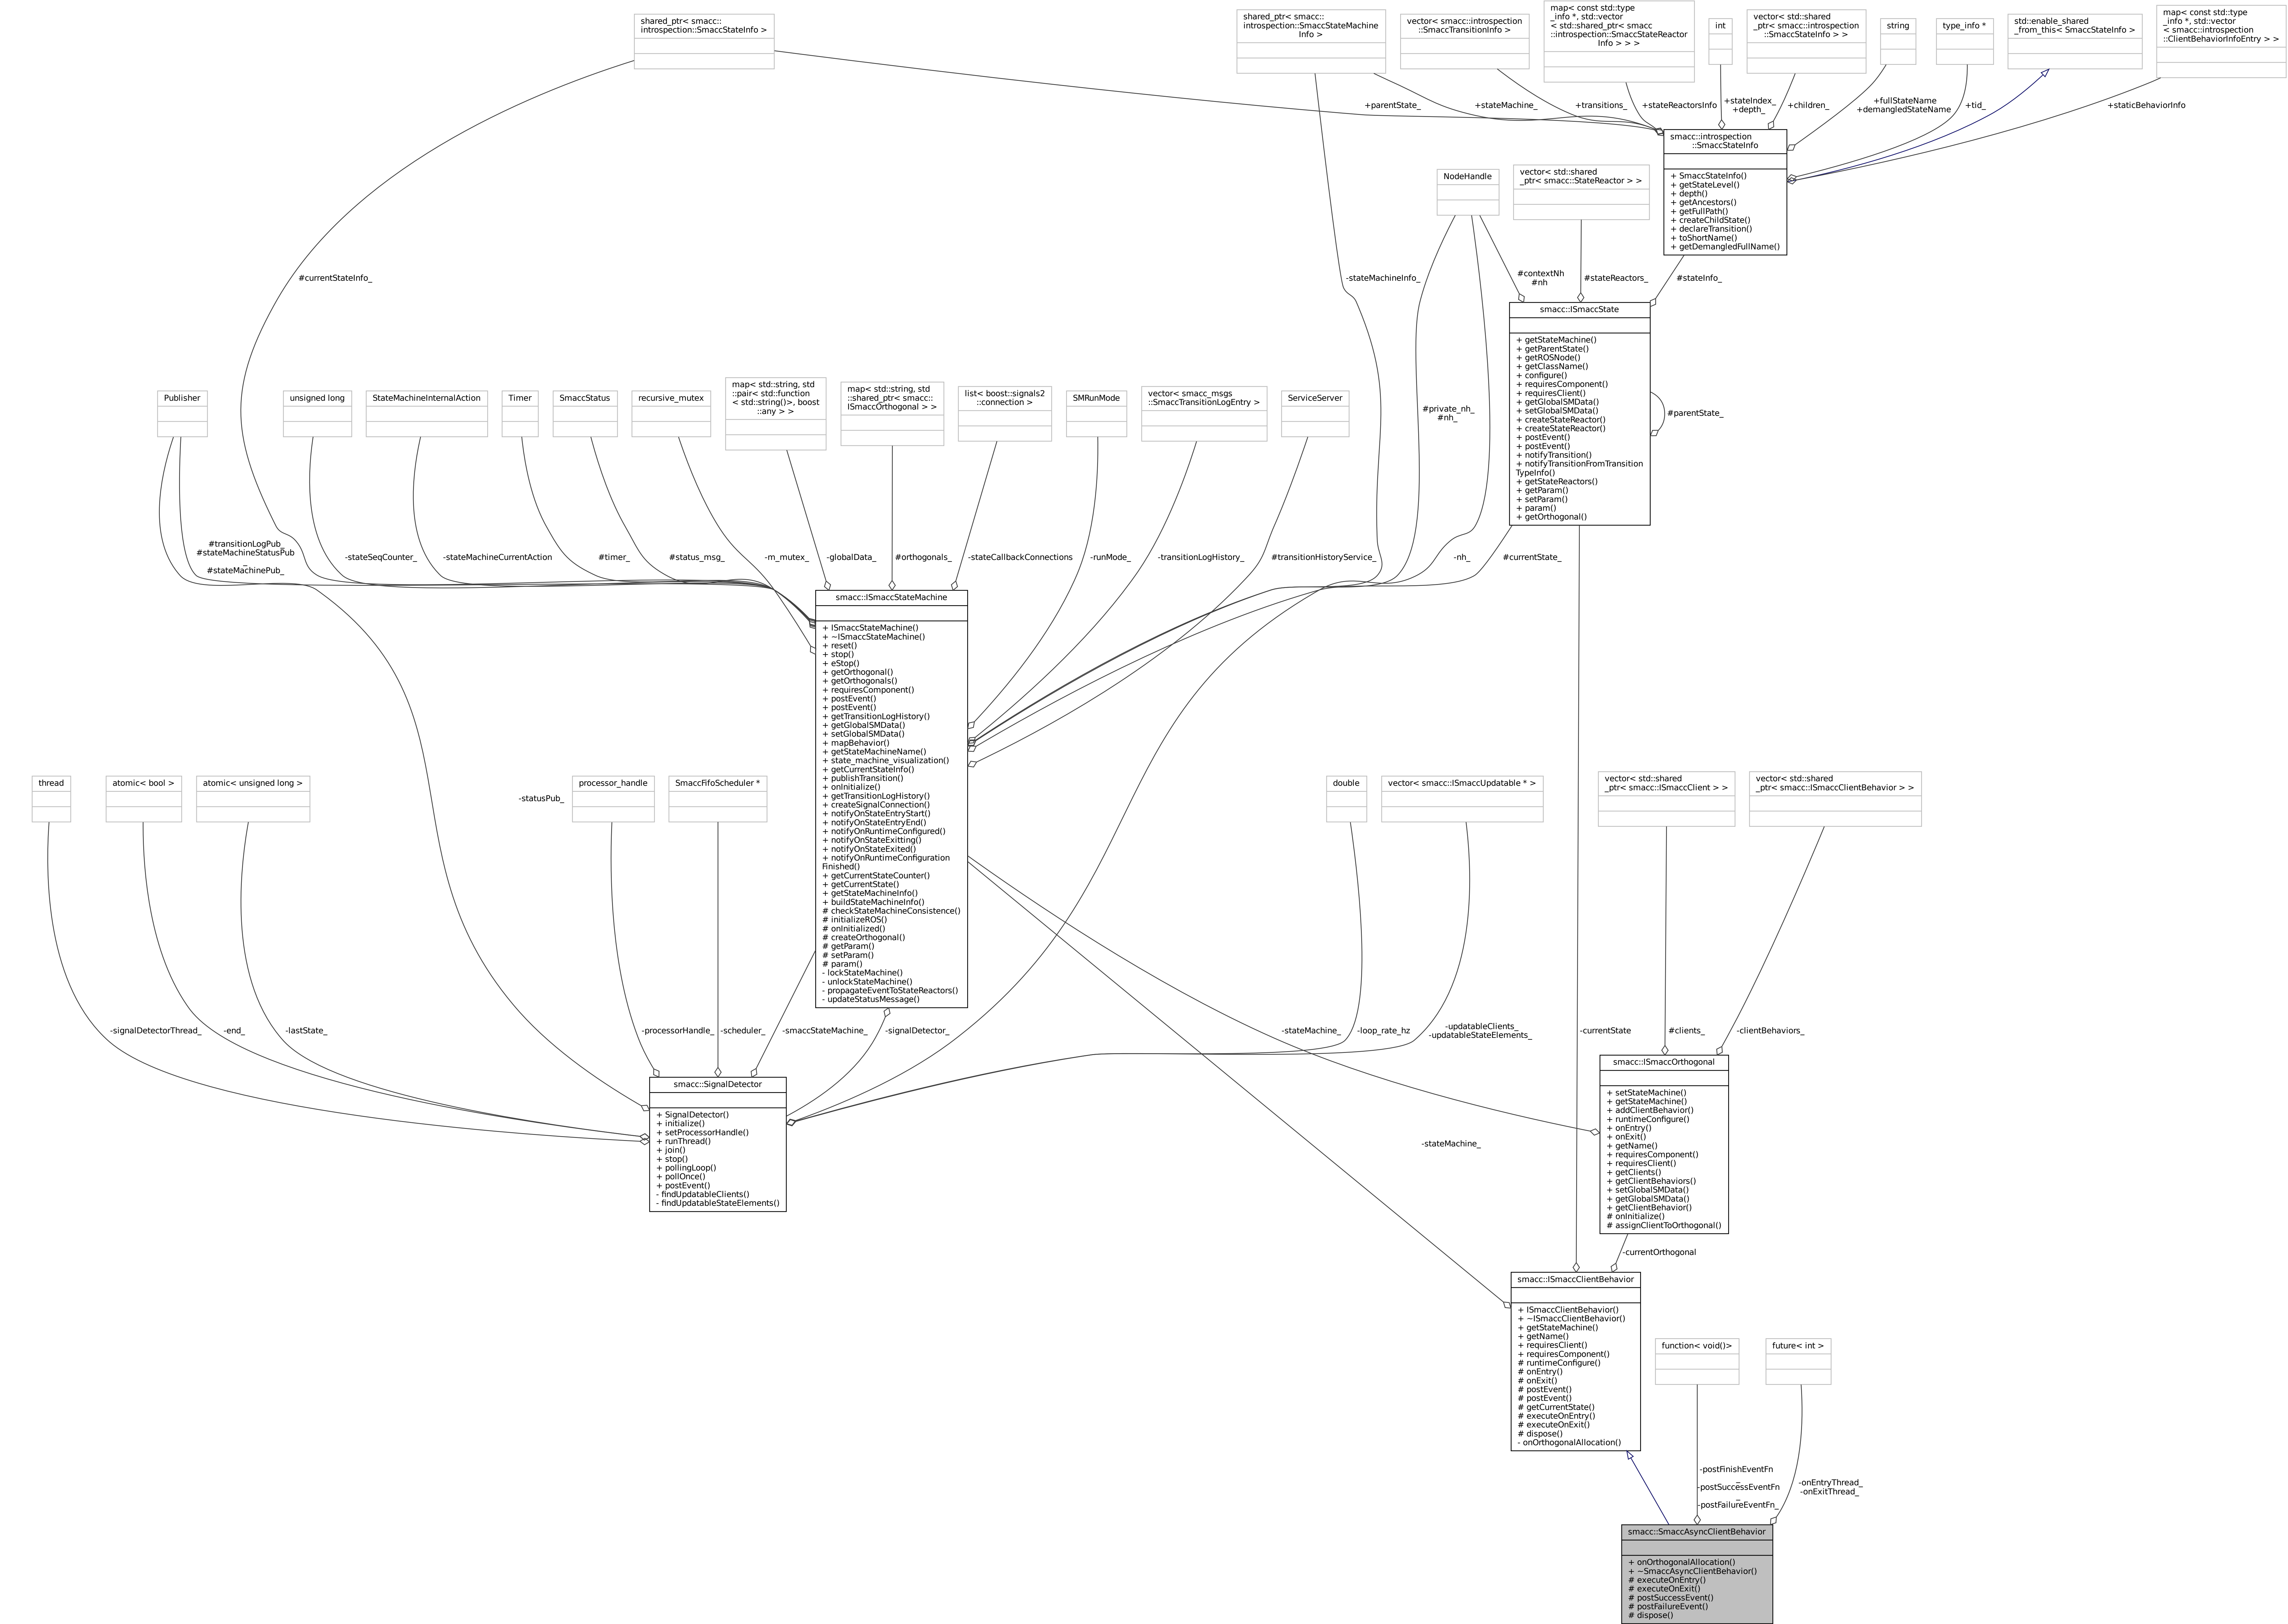 shared_ptr< smacc::
introspection::SmaccStateInfo >
shared_ptr< smacc::
introspection::SmaccStateMachine
Info >
vector< smacc::introspection
::SmaccTransitionInfo >
map< const std::type
_info *, std::vector
< std::shared_ptr< smacc
::introspection::SmaccStateReactor
Info > > >
int
vector< std::shared
_ptr< smacc::introspection
::SmaccStateInfo > >
string
type_info *
std::enable_shared
_from_this< SmaccStateInfo >
map< const std::type
_info *, std::vector
< smacc::introspection
::ClientBehaviorInfoEntry > >
+parentState_
+stateMachine_
+transitions_
+stateReactorsInfo
+stateIndex_
+depth_
+children_
+fullStateName
+demangledStateName
+tid_
+staticBehaviorInfo
smacc::introspection
::SmaccStateInfo
+ SmaccStateInfo()
+ getStateLevel()
+ depth()
+ getAncestors()
+ getFullPath()
+ createChildState()
+ declareTransition()
+ toShortName()
+ getDemangledFullName()
NodeHandle
vector< std::shared
_ptr< smacc::StateReactor > >
#currentStateInfo_
-stateMachineInfo_
#contextNh
#nh
#stateReactors_
#stateInfo_
smacc::ISmaccState
+ getStateMachine()
+ getParentState()
+ getROSNode()
+ getClassName()
+ configure()
+ requiresComponent()
+ requiresClient()
+ getGlobalSMData()
+ setGlobalSMData()
+ createStateReactor()
+ createStateReactor()
+ postEvent()
+ postEvent()
+ notifyTransition()
+ notifyTransitionFromTransition
TypeInfo()
+ getStateReactors()
+ getParam()
+ setParam()
+ param()
+ getOrthogonal()
#parentState_
#private_nh_
#nh_
Publisher
unsigned long
StateMachineInternalAction
Timer
SmaccStatus
recursive_mutex
map< std::string, std
::pair< std::function
< std::string()>, boost
::any > >
map< std::string, std
::shared_ptr< smacc::
ISmaccOrthogonal > >
list< boost::signals2
::connection >
SMRunMode
vector< smacc_msgs
::SmaccTransitionLogEntry >
ServiceServer
#transitionLogPub_
#stateMachineStatusPub
_
#stateMachinePub_
-stateSeqCounter_
-stateMachineCurrentAction
#timer_
#status_msg_
-m_mutex_
-globalData_
#orthogonals_
-stateCallbackConnections
-runMode_
-transitionLogHistory_
#transitionHistoryService_
-nh_
#currentState_
smacc::ISmaccStateMachine
+ ISmaccStateMachine()
+ ~ISmaccStateMachine()
+ reset()
+ stop()
+ eStop()
+ getOrthogonal()
+ getOrthogonals()
+ requiresComponent()
+ postEvent()
+ postEvent()
+ getTransitionLogHistory()
+ getGlobalSMData()
+ setGlobalSMData()
+ mapBehavior()
+ getStateMachineName()
+ state_machine_visualization()
+ getCurrentStateInfo()
+ publishTransition()
+ onInitialize()
+ getTransitionLogHistory()
+ createSignalConnection()
+ notifyOnStateEntryStart()
+ notifyOnStateEntryEnd()
+ notifyOnRuntimeConfigured()
+ notifyOnStateExitting()
+ notifyOnStateExited()
+ notifyOnRuntimeConfiguration
Finished()
+ getCurrentStateCounter()
+ getCurrentState()
+ getStateMachineInfo()
+ buildStateMachineInfo()
# checkStateMachineConsistence()
# initializeROS()
# onInitialized()
# createOrthogonal()
# getParam()
# setParam()
# param()
- lockStateMachine()
- unlockStateMachine()
- propagateEventToStateReactors()
- updateStatusMessage()
thread
atomic< bool >
atomic< unsigned long >
-statusPub_
processor_handle
SmaccFifoScheduler *
double
vector< smacc::ISmaccUpdatable * >
vector< std::shared
_ptr< smacc::ISmaccClient > >
vector< std::shared
_ptr< smacc::ISmaccClientBehavior > >
-signalDetectorThread_
-end_
-lastState_
-processorHandle_
-scheduler_
-smaccStateMachine_
-signalDetector_
-stateMachine_
-loop_rate_hz
-updatableClients_
-updatableStateElements_
-currentState
#clients_
-clientBehaviors_
smacc::SignalDetector
+ SignalDetector()
+ initialize()
+ setProcessorHandle()
+ runThread()
+ join()
+ stop()
+ pollingLoop()
+ pollOnce()
+ postEvent()
- findUpdatableClients()
- findUpdatableStateElements()
smacc::ISmaccOrthogonal
+ setStateMachine()
+ getStateMachine()
+ addClientBehavior()
+ runtimeConfigure()
+ onEntry()
+ onExit()
+ getName()
+ requiresComponent()
+ requiresClient()
+ getClients()
+ getClientBehaviors()
+ setGlobalSMData()
+ getGlobalSMData()
+ getClientBehavior()
# onInitialize()
# assignClientToOrthogonal()
-stateMachine_
-currentOrthogonal
smacc::ISmaccClientBehavior
+ ISmaccClientBehavior()
+ ~ISmaccClientBehavior()
+ getStateMachine()
+ getName()
+ requiresClient()
+ requiresComponent()
# runtimeConfigure()
# onEntry()
# onExit()
# postEvent()
# postEvent()
# getCurrentState()
# executeOnEntry()
# executeOnExit()
# dispose()
- onOrthogonalAllocation()
function< void()>
future< int >
-postFinishEventFn
_
-postSuccessEventFn
_
-postFailureEventFn_
-onEntryThread_
-onExitThread_
smacc::SmaccAsyncClientBehavior
+ onOrthogonalAllocation()
+ ~SmaccAsyncClientBehavior()
# executeOnEntry()
# executeOnExit()
# postSuccessEvent()
# postFailureEvent()
# dispose()